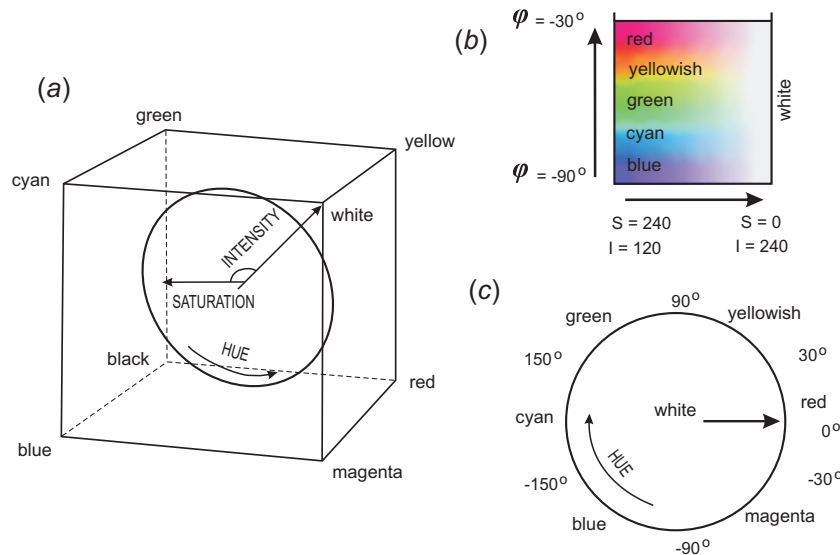 (a)
green
yellow
cyan
white
INTENSITY
SATURATION
HUE
black
red
blue
magenta
(b)
φ = -30°
red
yellowish
green
cyan
blue
white
φ = -90°
S = 240 S = 0
I = 120 I = 240
(c)
90°
green yellowish
150° 30°
red
cyan white 0°
HUE
-150° -30°
blue magenta
-90°